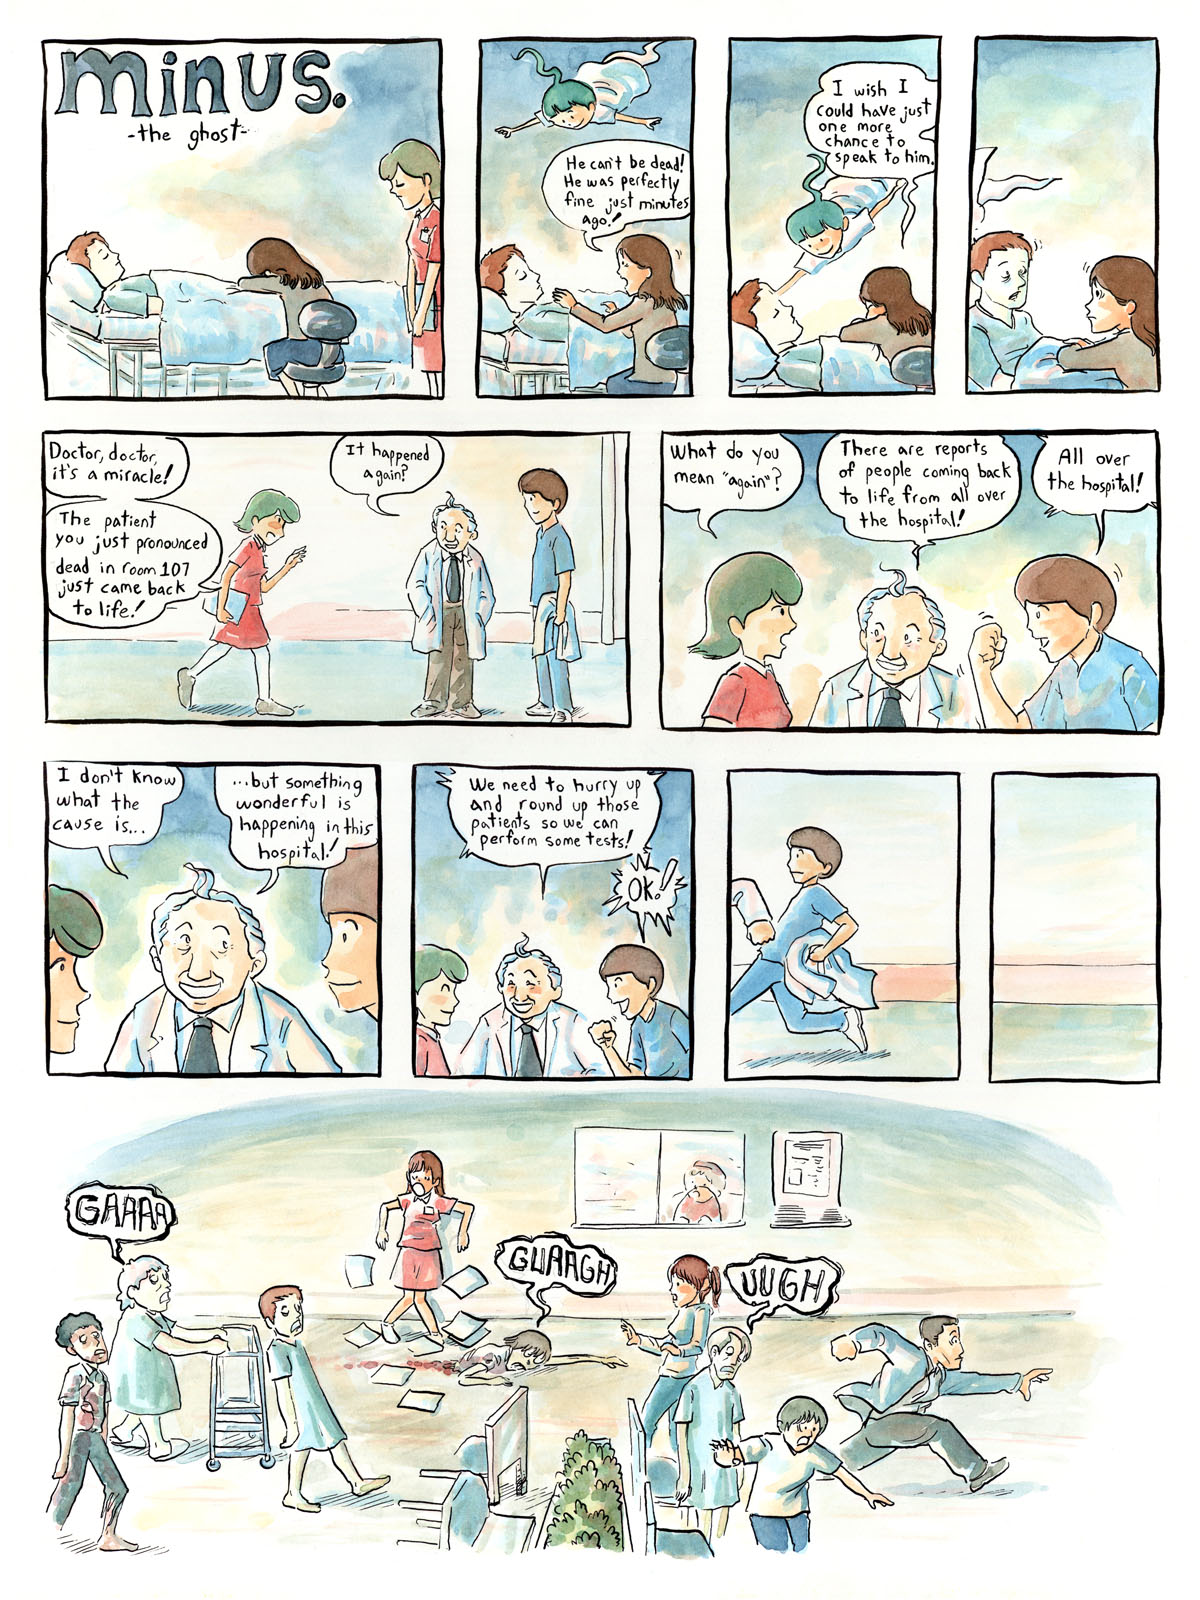 minus.
-the ghost-
He can't be dead!
He was perfectly
fine just minutes
ago!
I wish I
could have just
one more
chance to
speak to him.
Doctor, doctor,
it's a miracle!
The patient
you just pronounced
dead in room 107
just came back
to life!
It happened
again?
What do you
mean "again"?
There are reports
of people coming back
to life from all over
the hospital!
All over
the hospital!
I don't know
what the
cause is...
...but something
wonderful is
happening in this
hospital!
We need to hurry up
and round up those
patients so we can
perform some tests!
OK!
GAAAA
GUAAGH
UUGH